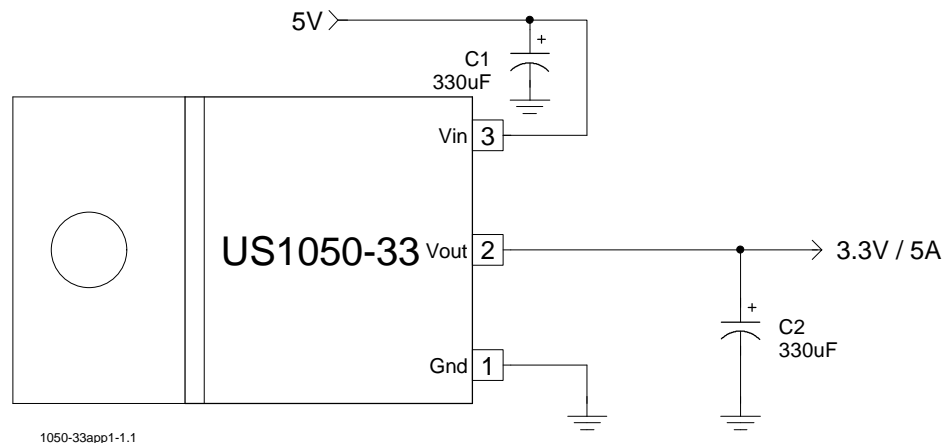 5V
+
C1
330uF
Vin 3
US1050-33 Vout 2
3.3V / 5A
+
C2
330uF
Gnd 1
1050-33app1-1.1